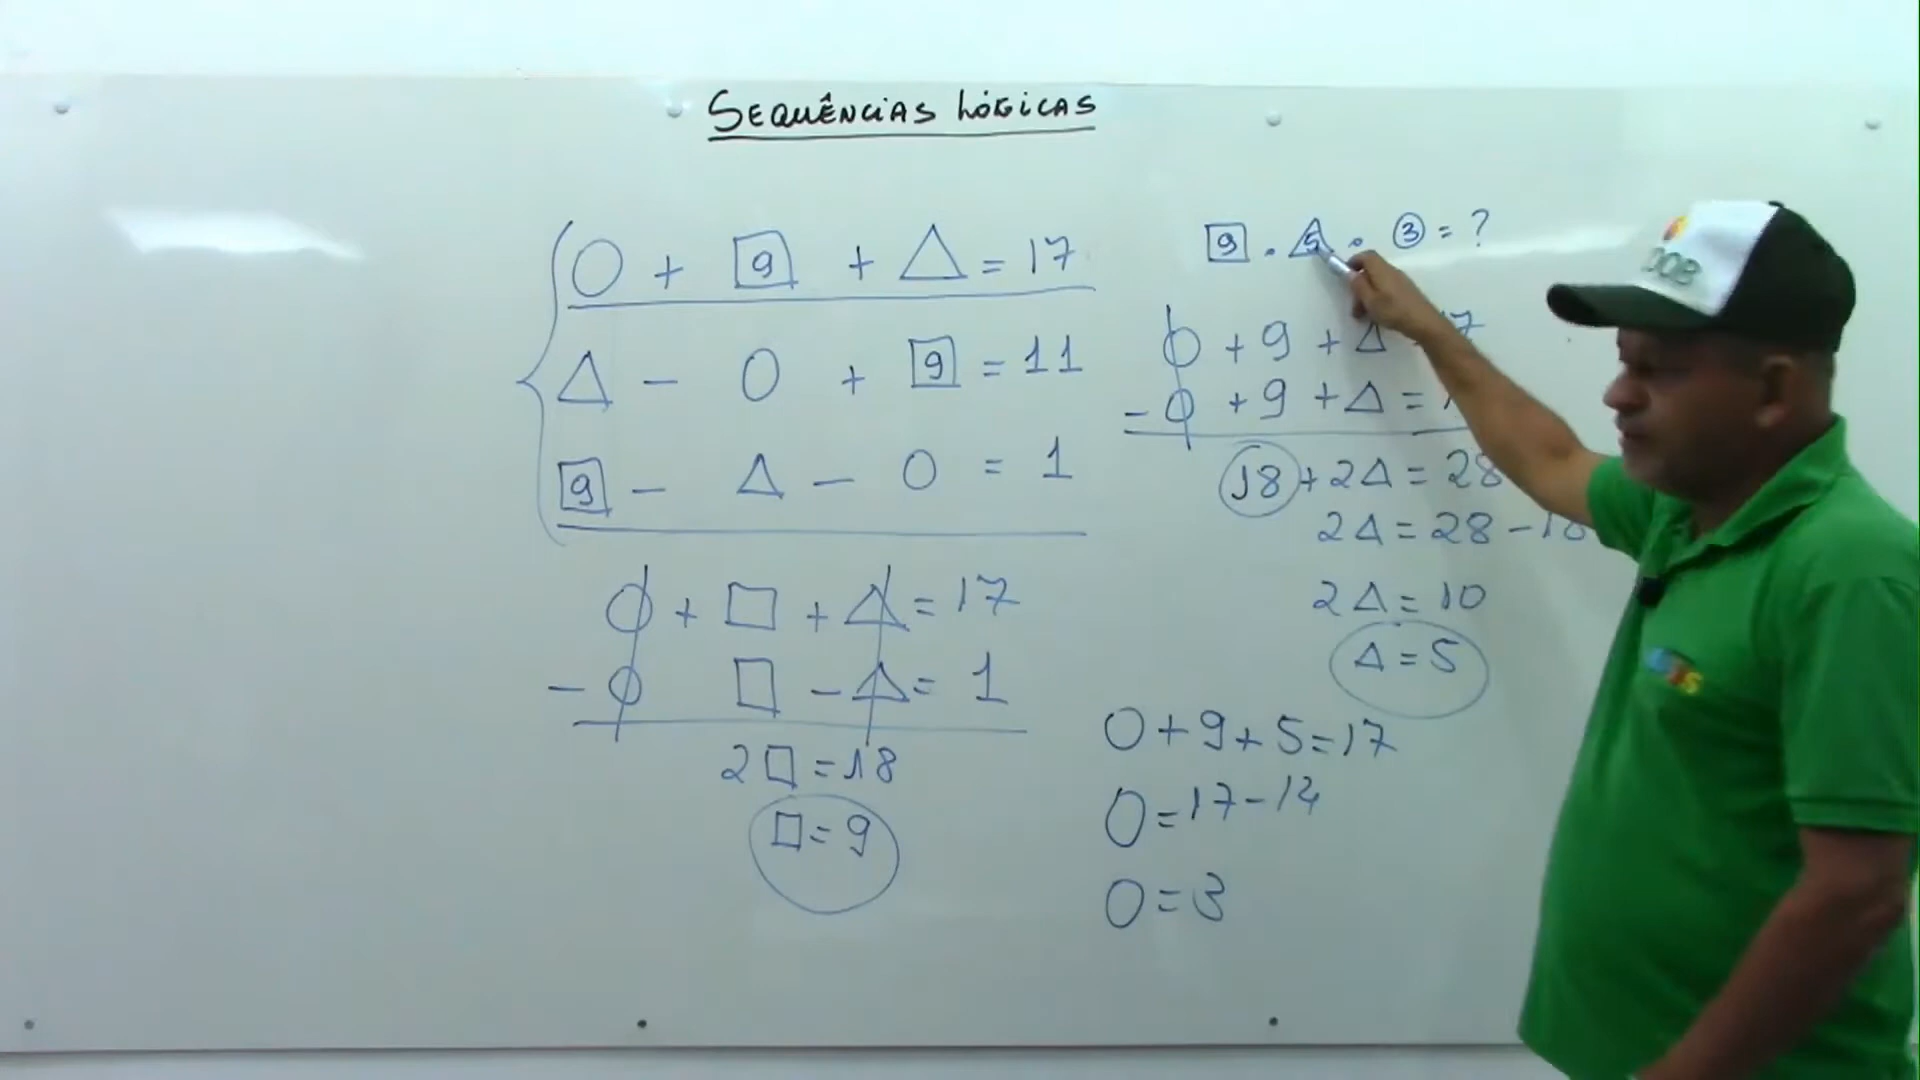 SEQUÊNCIAS LÓGICAS
○ + 9 + △ = 17
△ - ○ + 9 = 11
9 - △ - ○ = 1
○ + □ + △ = 17
- ○ □ - △ = 1
2□ = 18
□ = 9
9 . 5 . 3 = ?
○ + 9 + △ 17
- ○ + 9 + △ = 1
18 + 2△ = 28
2△ = 28 - 18
2△ = 10
△ = 5
○ + 9 + 5 = 17
○ = 17 - 14
○ = 3